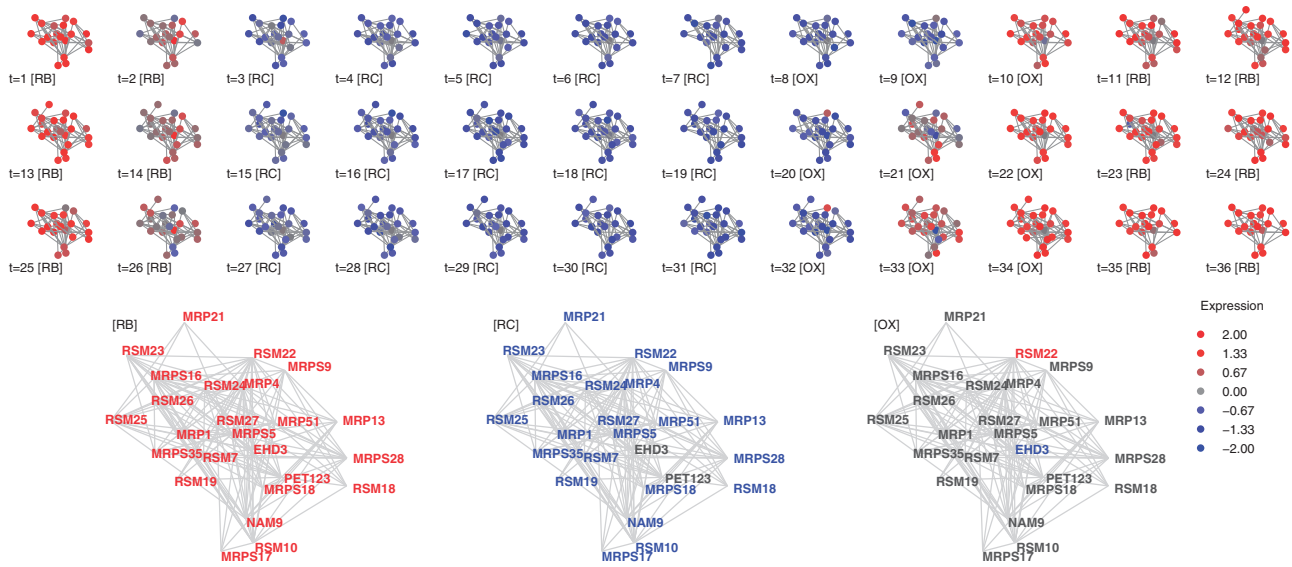 t=1 [RB] t=2 [RB] t=3 [RC] t=4 [RC] t=5 [RC] t=6 [RC] t=7 [RC] t=8 [OX] t=9 [OX] t=10 [OX] t=11 [RB] t=12 [RB]
t=13 [RB] t=14 [RB] t=15 [RC] t=16 [RC] t=17 [RC] t=18 [RC] t=19 [RC] t=20 [OX] t=21 [OX] t=22 [OX] t=23 [RB] t=24 [RB]
t=25 [RB] t=26 [RB] t=27 [RC] t=28 [RC] t=29 [RC] t=30 [RC] t=31 [RC] t=32 [OX] t=33 [OX] t=34 [OX] t=35 [RB] t=36 [RB]
[RB]
MRP21
RSM23
RSM22
MRPS9
MRPS16
RSM24
MRP4
RSM26
RSM25
RSM27
MRP51
MRP13
MRP1
MRPS5
MRPS35
RSM7
EHD3
MRPS28
RSM19
PET123
MRPS18
RSM18
NAM9
RSM10
MRPS17
[RC]
MRP21
RSM23
RSM22
MRPS9
MRPS16
RSM24
MRP4
RSM26
RSM25
RSM27
MRP51
MRP13
MRP1
MRPS5
MRPS35
RSM7
EHD3
MRPS28
RSM19
PET123
MRPS18
RSM18
NAM9
RSM10
MRPS17
[OX]
MRP21
RSM23
RSM22
MRPS9
MRPS16
RSM24
MRP4
RSM26
RSM25
RSM27
MRP51
MRP13
MRP1
MRPS5
MRPS35
RSM7
EHD3
MRPS28
RSM19
PET123
MRPS18
RSM18
NAM9
RSM10
MRPS17
Expression
2.00
1.33
0.67
0.00
−0.67
−1.33
−2.00